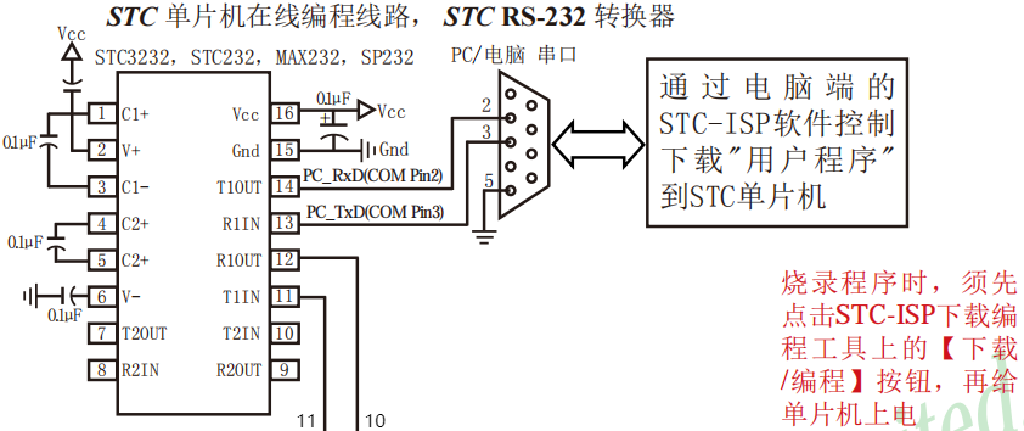 STC 单片机在线编程线路， STC RS-232 转换器
Vcc
STC3232，STC232，MAX232，SP232
PC/电脑 串口
0.1μF
1 C1+ Vcc 16
0.1μF
Vcc
+
2 V+ Gnd 15
Gnd
3 C1- T1OUT 14
PC_RxD(COM Pin2)
4 C2+ R1IN 13
PC_TxD(COM Pin3)
0.1μF
5 C2+ R1OUT 12
6 V- T1IN 11
0.1μF
7 T2OUT T2IN 10
8 R2IN R2OUT 9
11 10
2
3
5
通过电脑端的
STC-ISP软件控制
下载"用户程序"
到STC单片机
烧录程序时，须先
点击STC-ISP下载编
程工具上的【下载
/编程】按钮，再给
单片机上电